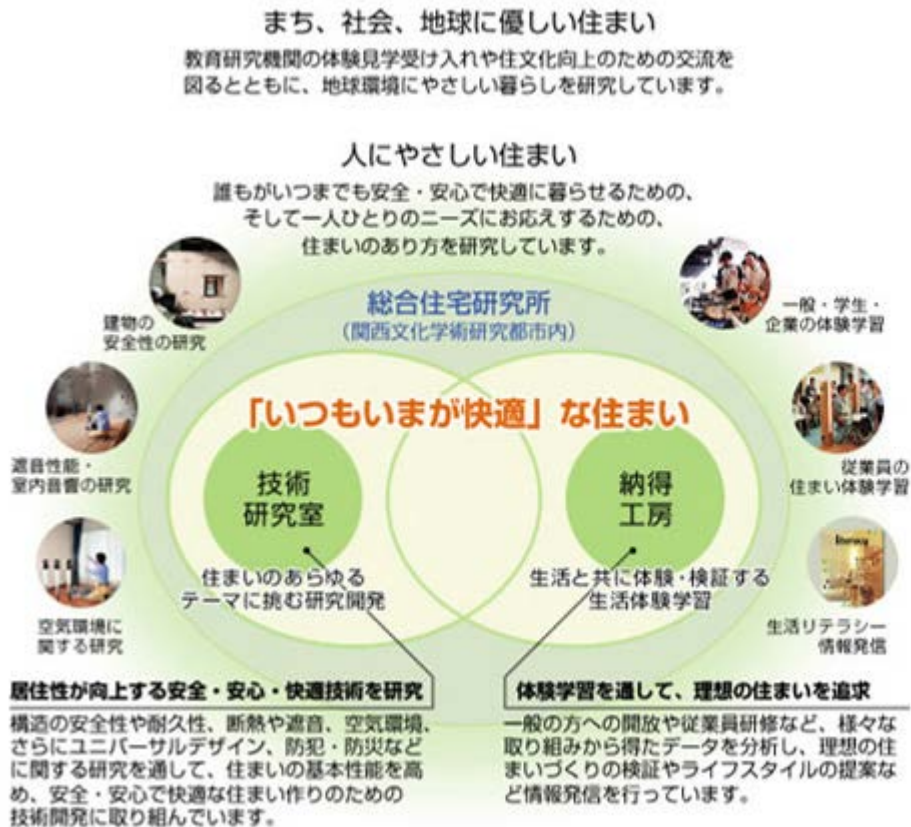 まち、社会、地球に優しい住まい
教育研究機関の体験見学受け入れや住文化向上のための交流を
図るとともに、地球環境にやさしい暮らしを研究しています。
人にやさしい住まい
誰もがいつまでも安全・安心で快適に暮らせるための、
そして一人ひとりのニーズにお応えするための、
住まいのあり方を研究しています。
総合住宅研究所
（関西文化学術研究都市内）
建物の
安全性の研究
一般・学生・
企業の体験学習
「いつもいまが快適」な住まい
遮音性能・
室内音響の研究
技術
研究室
納得
工房
従業員の
住まい体験学習
住まいのあらゆる
テーマに挑む研究開発
生活と共に体験・検証する
生活体験学習
literacy
空気環境に
関する研究
生活リテラシー
情報発信
居住性が向上する安全・安心・快適技術を研究
構造の安全性や耐久性、断熱や遮音、空気環境、
さらにユニバーサルデザイン、防犯・防災など
に関する研究を通して、住まいの基本性能を高
め、安全・安心で快適な住まい作りのための
技術開発に取り組んでいます。
体験学習を通して、理想の住まいを追求
一般の方への開放や従業員研修など、様々な
取り組みから得たデータを分析し、理想の住
まいづくりの検証やライフスタイルの提案な
ど情報発信を行っています。